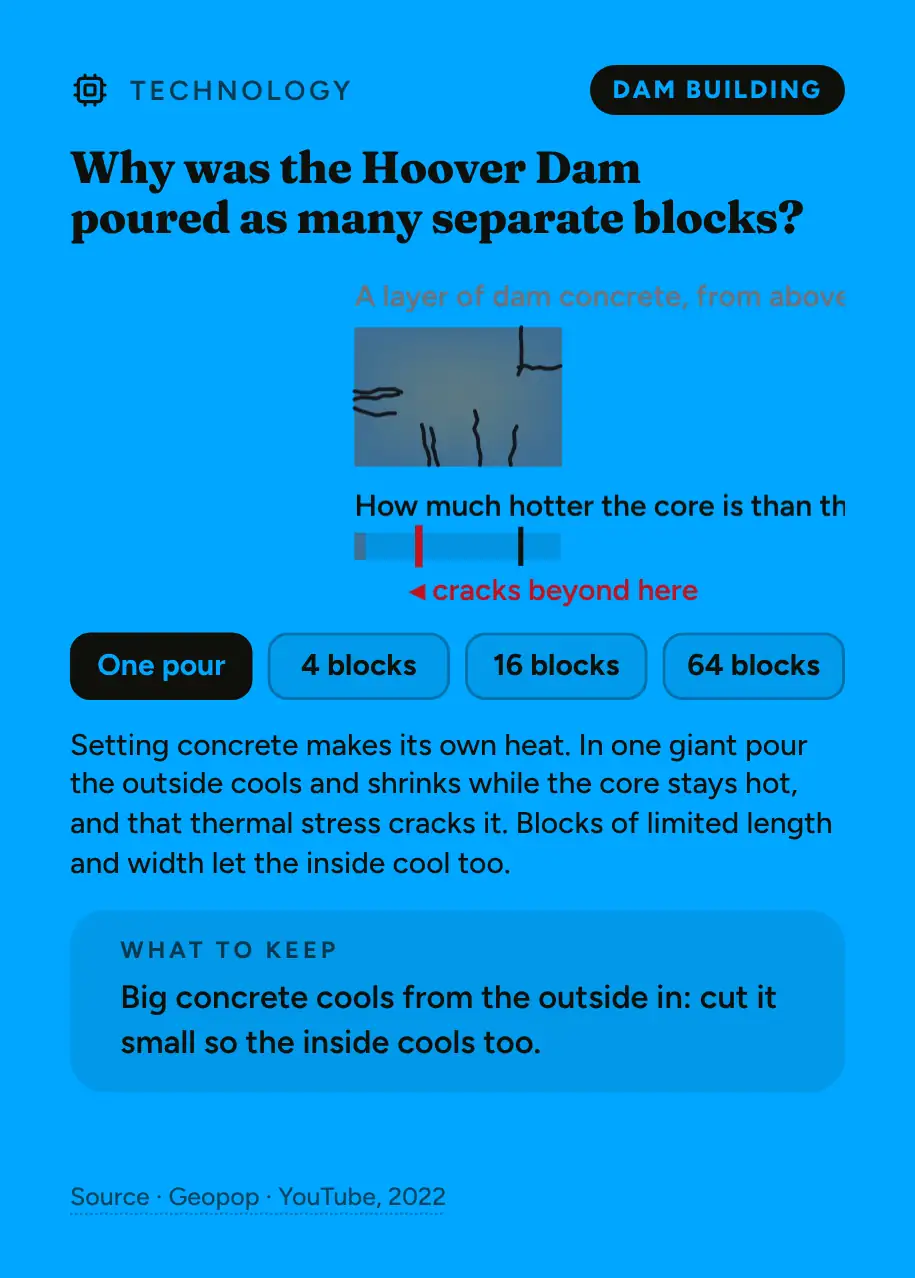 TECHNOLOGY
DAM BUILDING
Why was the Hoover Dam
poured as many separate blocks?
A layer of dam concrete, from above
How much hotter the core is than th
◄ cracks beyond here
One pour
4 blocks
16 blocks
64 blocks
Setting concrete makes its own heat. In one giant pour
the outside cools and shrinks while the core stays hot,
and that thermal stress cracks it. Blocks of limited length
and width let the inside cool too.
WHAT TO KEEP
Big concrete cools from the outside in: cut it
small so the inside cools too.
Source · Geopop · YouTube, 2022